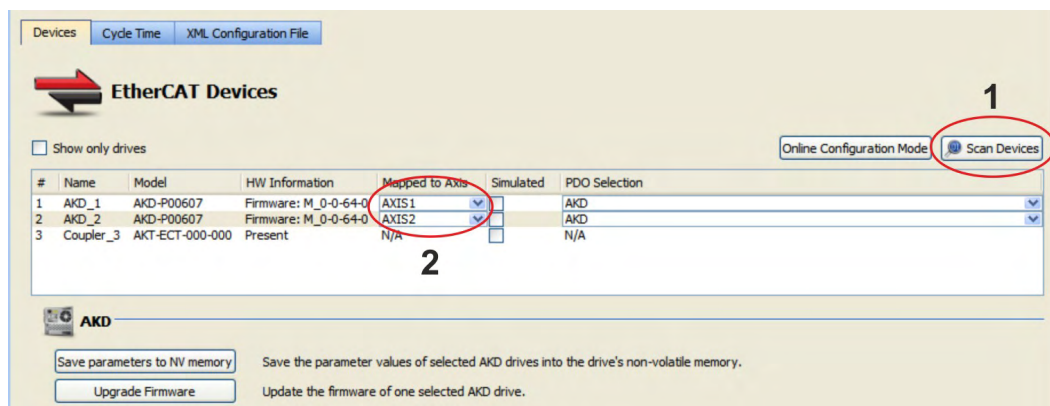 Devices Cycle Time XML Configuration File
EtherCAT Devices
1
Show only drives Online Configuration Mode Scan Devices
# Name Model HW Information Mapped to Axis Simulated PDO Selection
1 AKD_1 AKD-P00607 Firmware: M_0-0-64-0 AXIS1 AKD
2 AKD_2 AKD-P00607 Firmware: M_0-0-64-0 AXIS2 AKD
3 Coupler_3 AKT-ECT-000-000 Present N/A N/A
2
AKD
Save parameters to NV memory Save the parameter values of selected AKD drives into the drive's non-volatile memory.
Upgrade Firmware Update the firmware of one selected AKD drive.